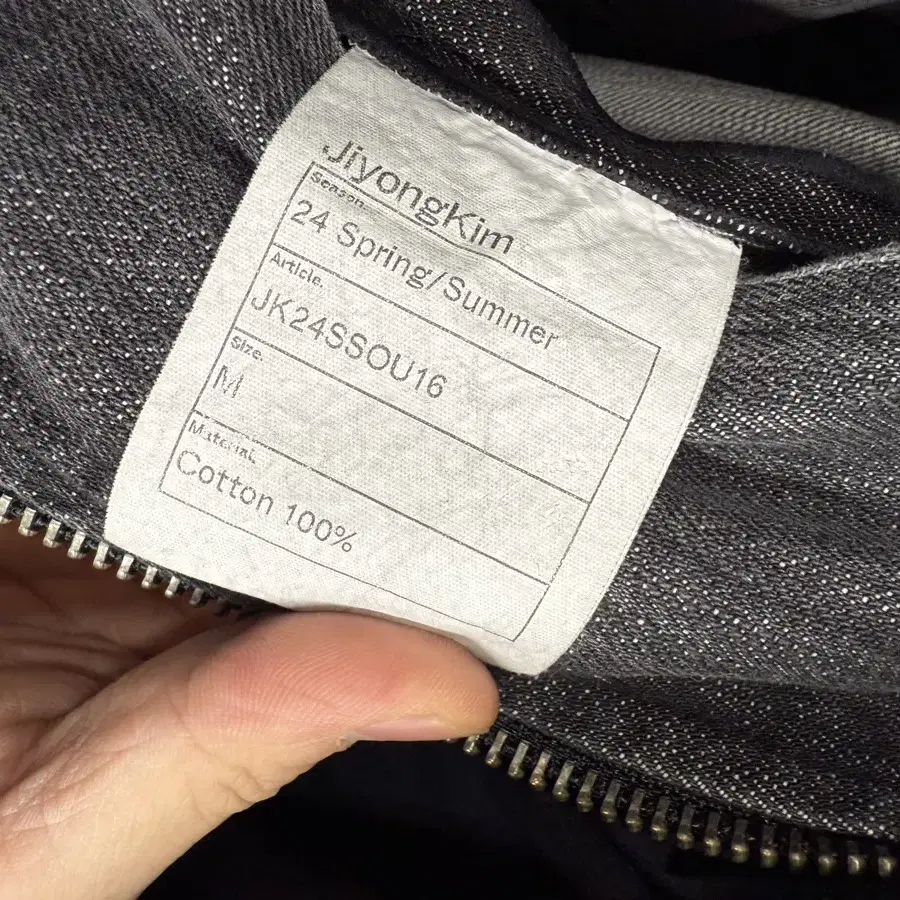 JiyongKim
Season.
24 Spring/Summer
Article.
JK24SSOU16
Size.
M
Material.
Cotton 100%